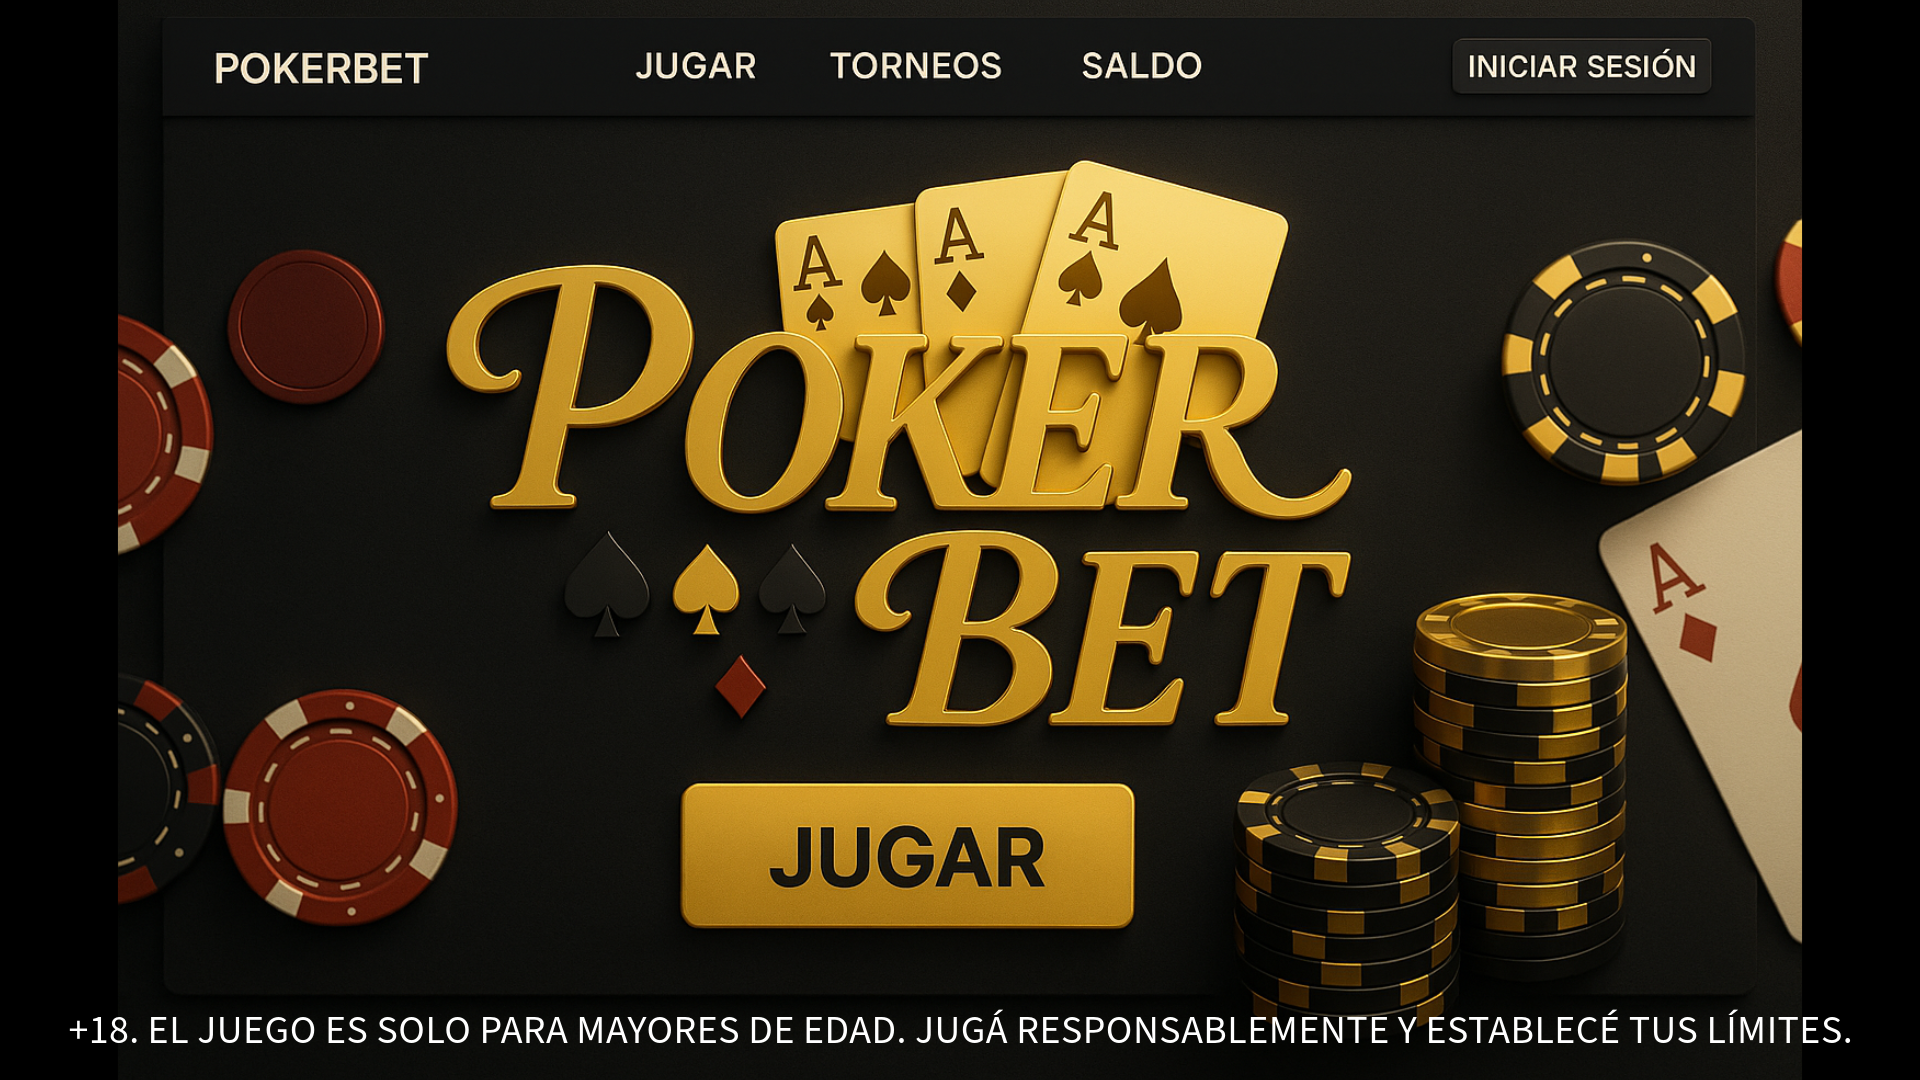 POKERBET JUGAR TORNEOS SALDO INICIAR SESIÓN
A A A
POKER
BET
A
JUGAR
+18. EL JUEGO ES SOLO PARA MAYORES DE EDAD. JUGÁ RESPONSABLEMENTE Y ESTABLECÉ TUS LÍMITES.